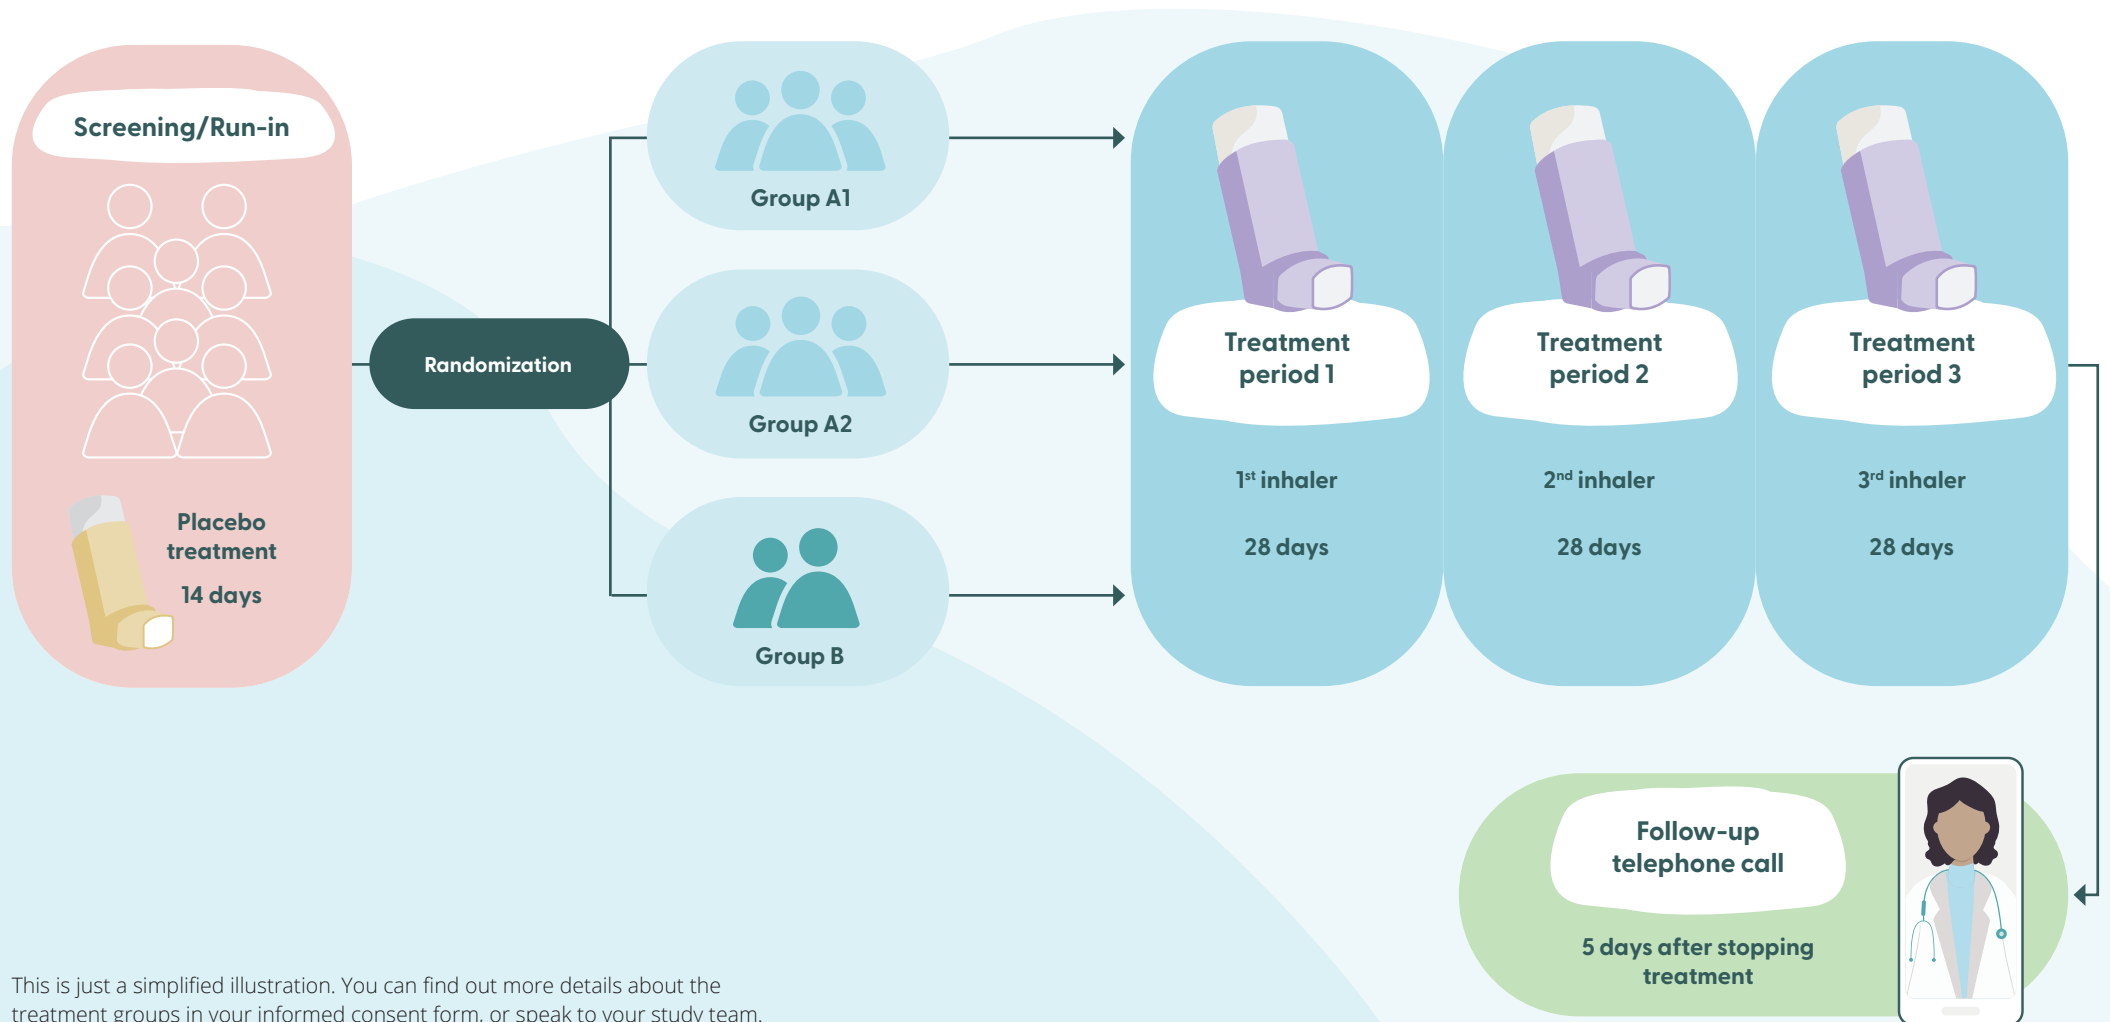 Screening/Run-in
Placebo
treatment
14 days
Randomization
Group A1
Group A2
Group B
Treatment
period 1
1st inhaler
28 days
Treatment
period 2
2nd inhaler
28 days
Treatment
period 3
3rd inhaler
28 days
Follow-up
telephone call
5 days after stopping
treatment
This is just a simplified illustration. You can find out more details about the
treatment groups in your informed consent form, or speak to your study team.